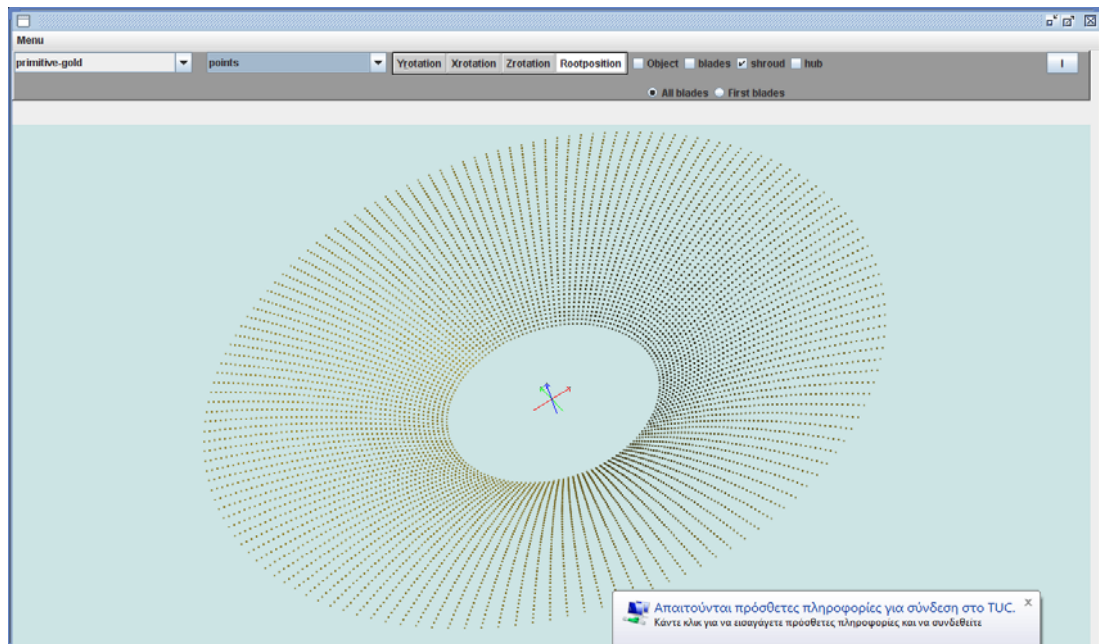 Menu
primitive-gold points Yrotation Xrotation Zrotation Rootposition Object blades shroud hub I
All blades First blades
Απαιτούνται πρόσθετες πληροφορίες για σύνδεση στο TUC.
Κάντε κλικ για να εισαγάγετε πρόσθετες πληροφορίες και να συνδεθείτε